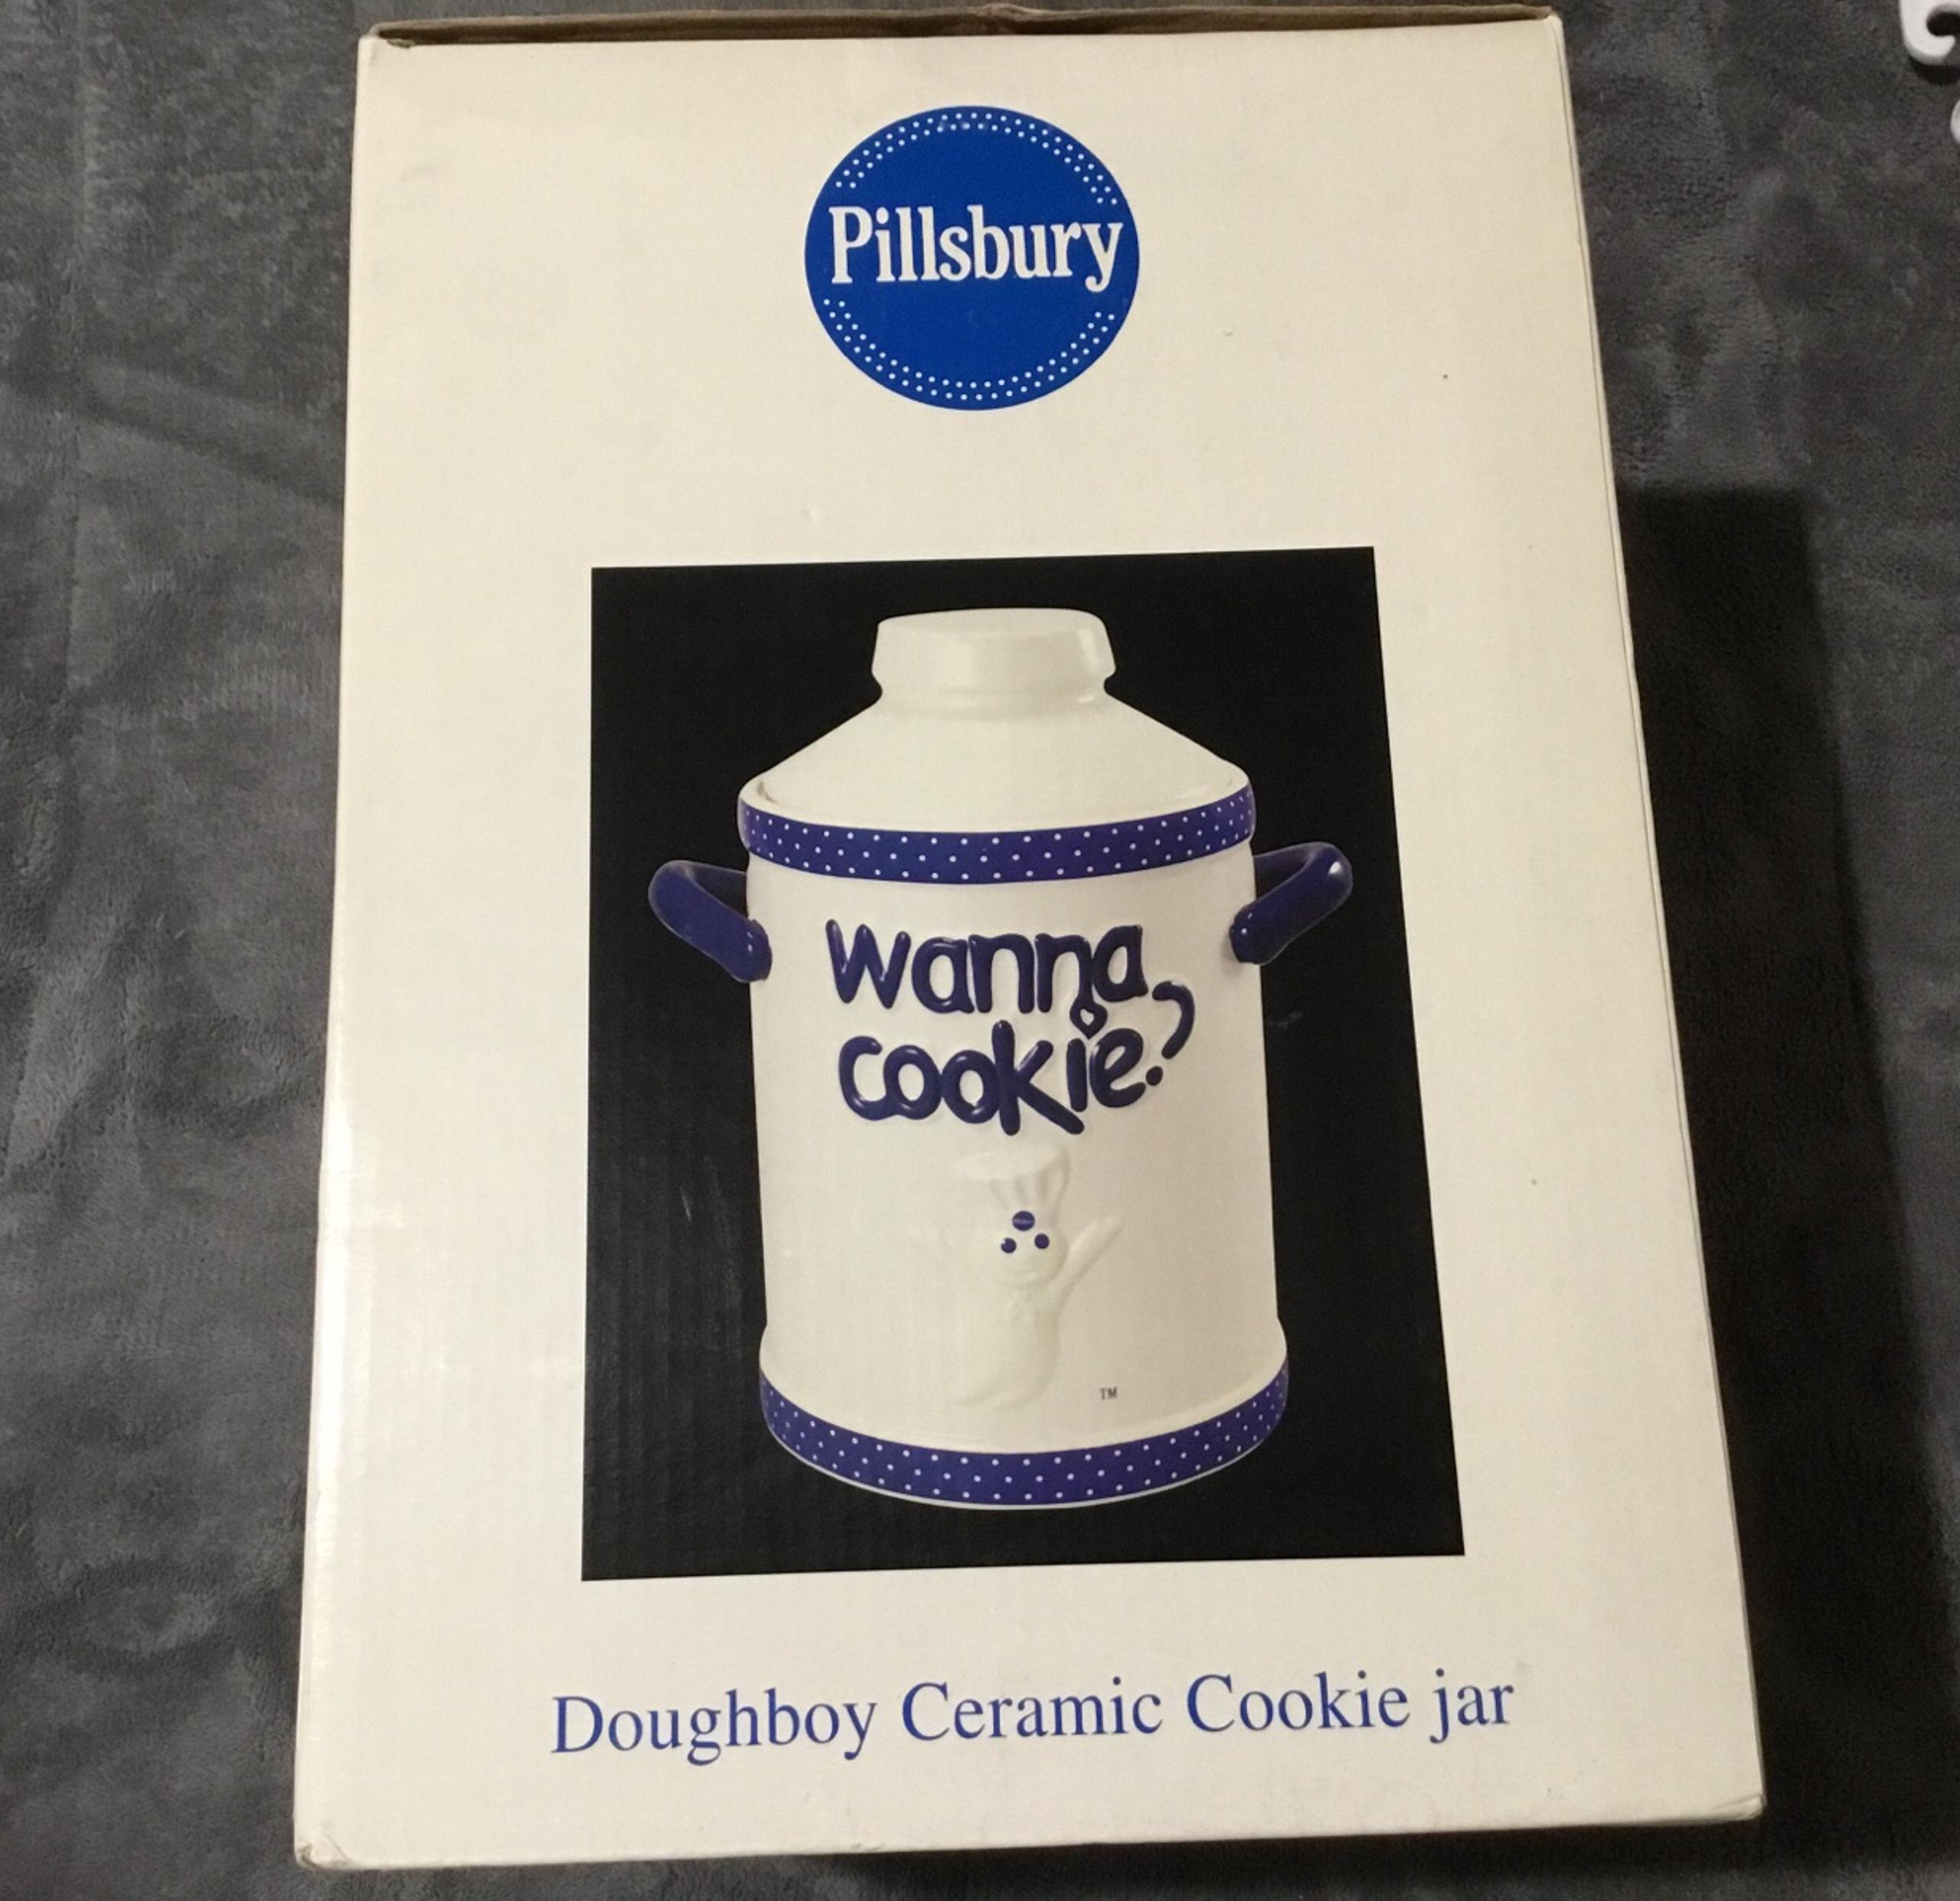 Pillsbury
wanna
cookie?
TM
Doughboy Ceramic Cookie jar